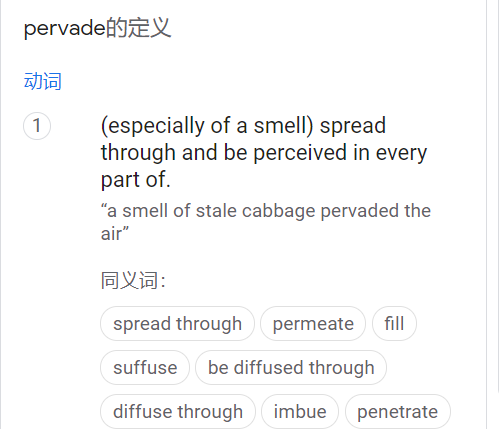 pervade的定义
动词
1
(especially of a smell) spread
through and be perceived in every
part of.
“a smell of stale cabbage pervaded the
air”
同义词：
spread through permeate fill
suffuse be diffused through
diffuse through imbue penetrate